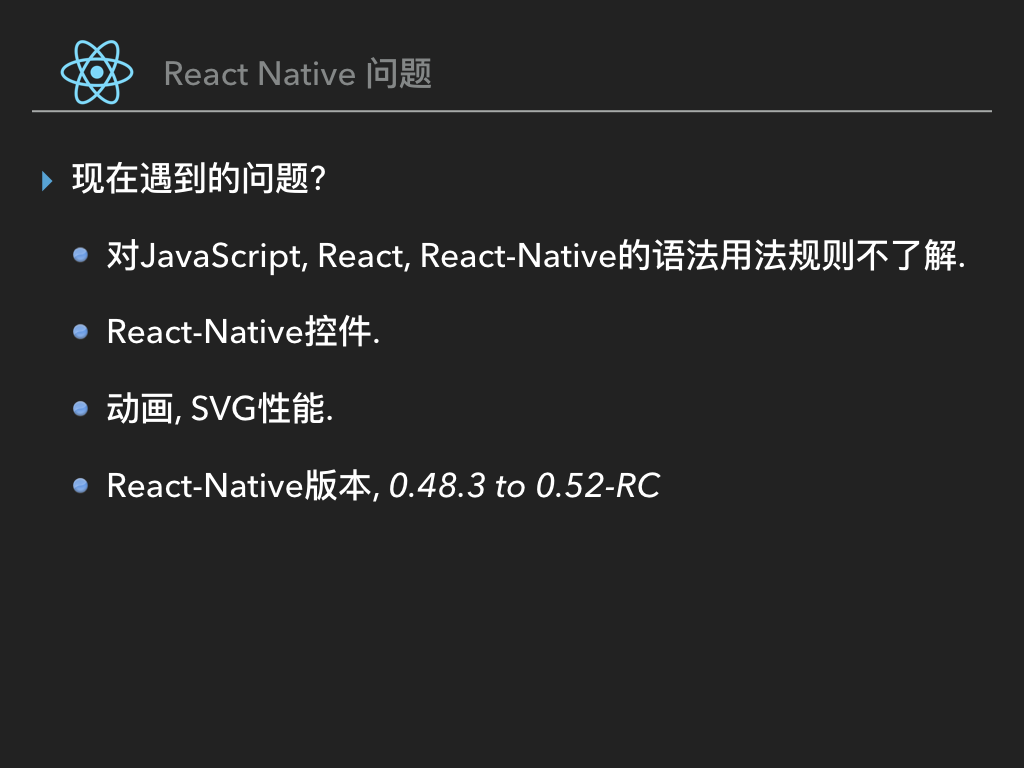 React Native 问题
现在遇到的问题?
对JavaScript, React, React-Native的语法用法规则不了解.
React-Native控件.
动画, SVG性能.
React-Native版本, 0.48.3 to 0.52-RC